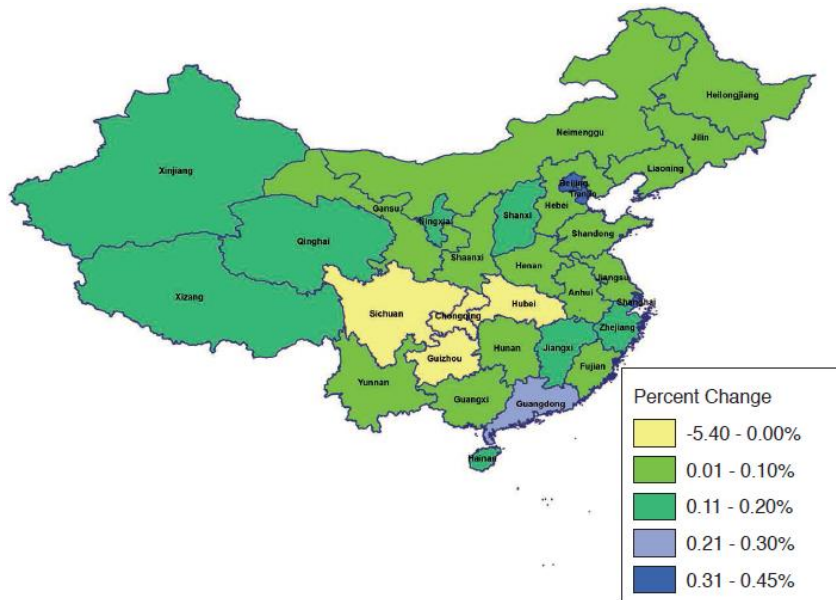 Heilongjiang
Neimenggu
Jilin
Xinjiang
Liaoning
Beijing
Tianjin
Gansu
Hebei
Ningxia
Shanxi
Qinghai
Shandong
Shaanxi
Henan
Jiangsu
Xizang
Anhui
Shanghai
Hubei
Sichuan
Chongqing
Zhejiang
Hunan
Jiangxi
Guizhou
Fujian
Yunnan
Guangxi
Guangdong
Hainan
Percent Change
-5.40 - 0.00%
0.01 - 0.10%
0.11 - 0.20%
0.21 - 0.30%
0.31 - 0.45%